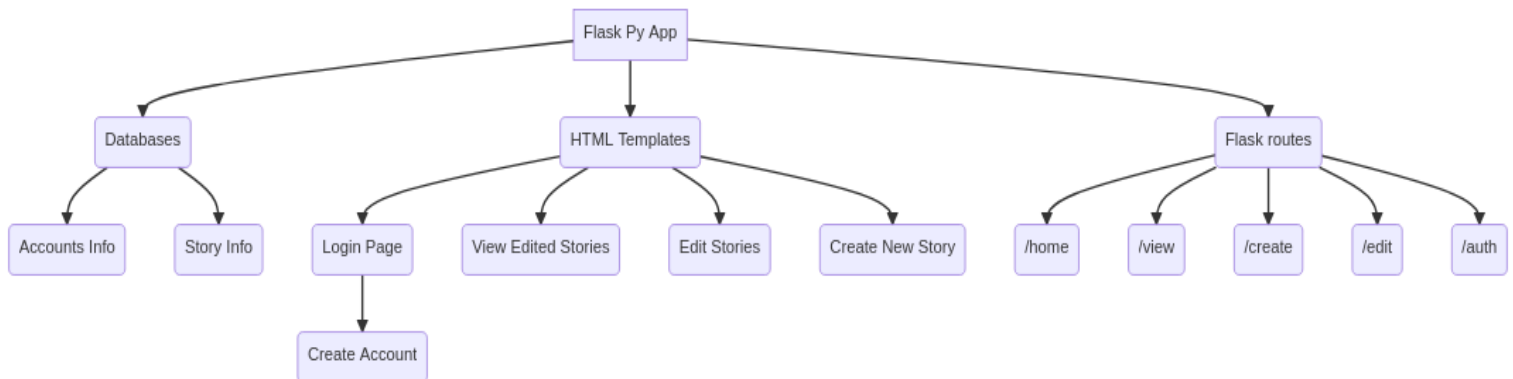 Flask Py App
Databases
HTML Templates
Flask routes
Accounts Info
Story Info
Login Page
View Edited Stories
Edit Stories
Create New Story
/home
/view
/create
/edit
/auth
Create Account